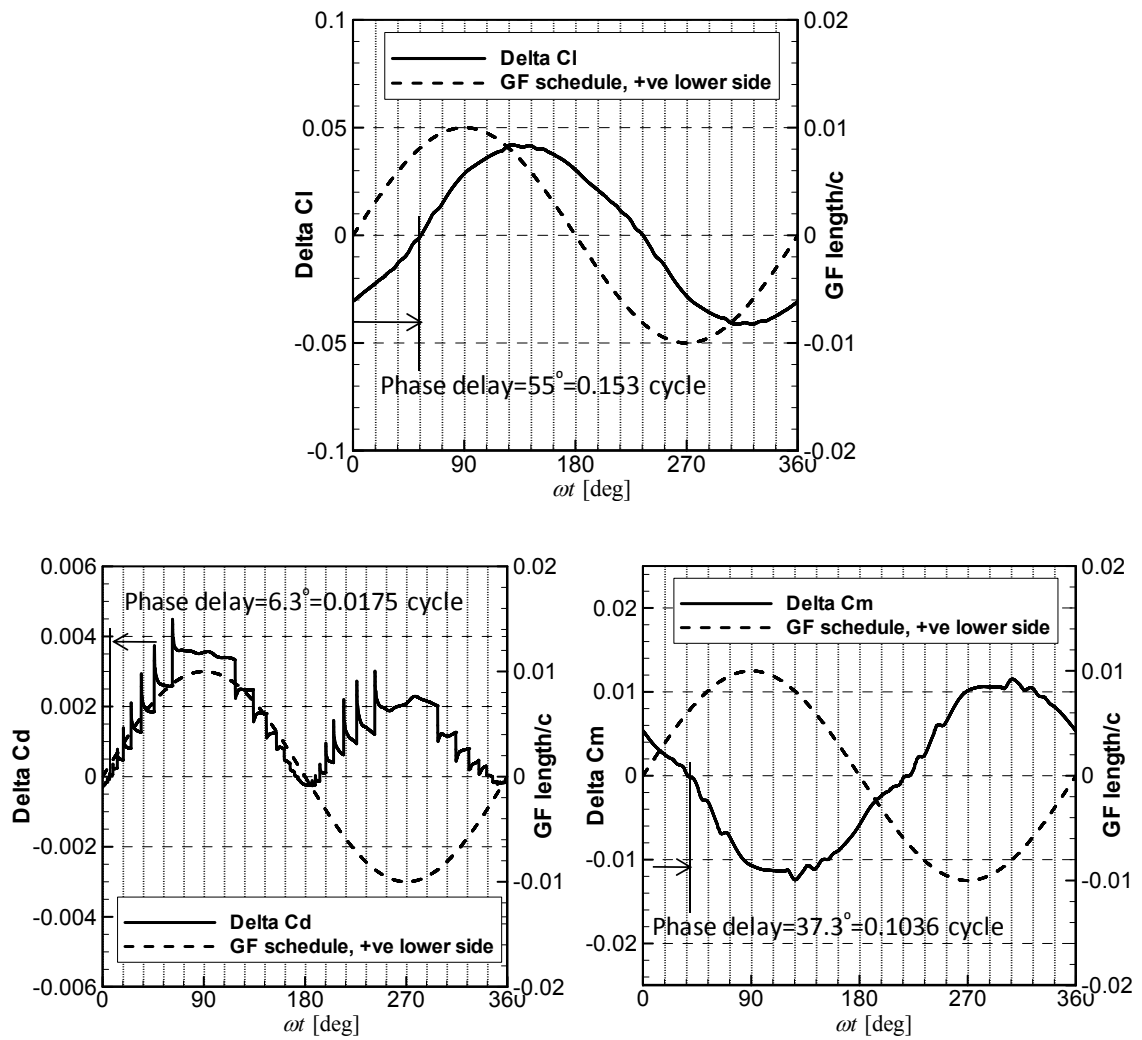 0.1
0.02
Delta Cl
GF schedule, +ve lower side
0.05
0.01
Delta Cl
0
0
GF length/c
-0.05
-0.01
Phase delay=55°=0.153 cycle
-0.1
-0.02
0
90
180
270
360
ωt [deg]
0.006
0.02
Phase delay=6.3°=0.0175 cycle
0.004
0.01
0.002
Delta Cd
0
0
GF length/c
-0.002
-0.01
-0.004
Delta Cd
GF schedule, +ve lower side
-0.006
-0.02
0
90
180
270
360
ωt [deg]
0.02
0.02
Delta Cm
GF schedule, +ve lower side
0.01
0.01
Delta Cm
0
0
GF length/c
-0.01
-0.01
Phase delay=37.3°=0.1036 cycle
-0.02
-0.02
0
90
180
270
360
ωt [deg]